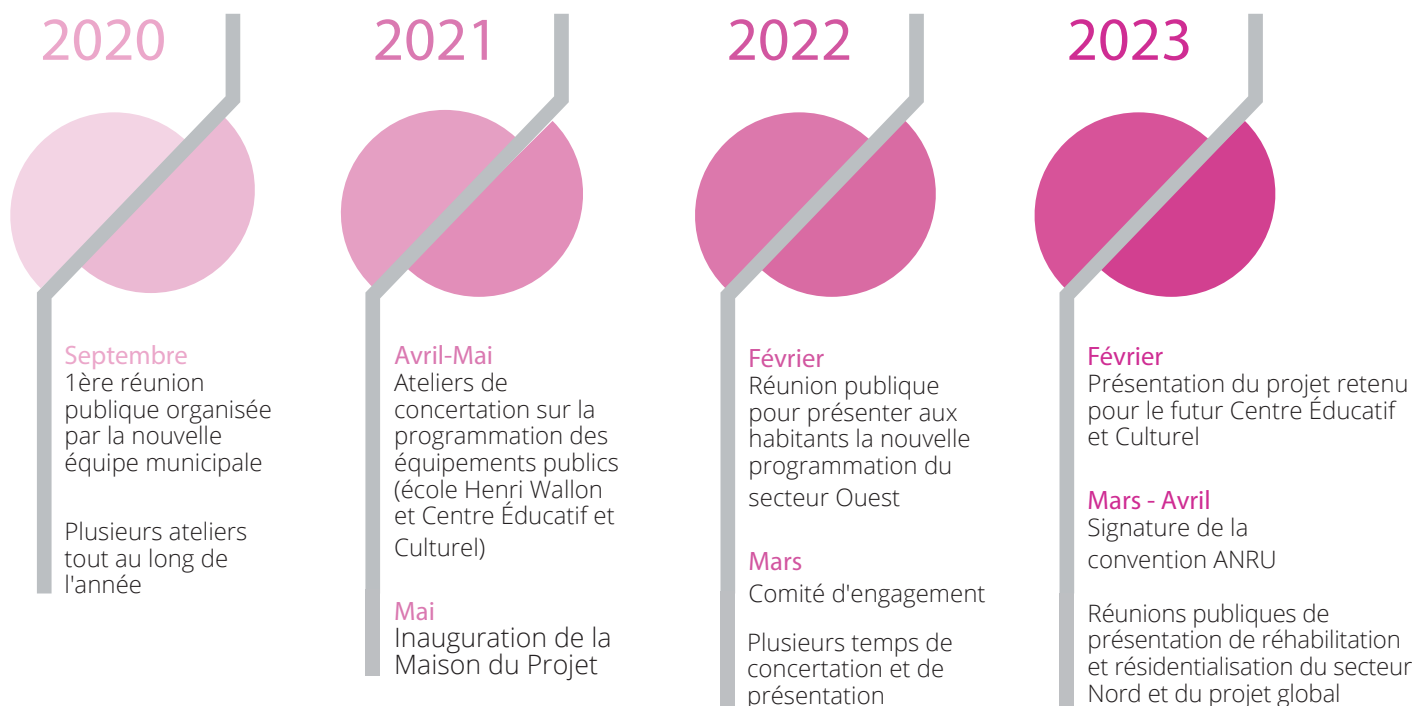 2020
Septembre
1ère réunion
publique organisée
par la nouvelle
équipe municipale
Plusieurs ateliers
tout au long de
l'année
2021
Avril-Mai
Ateliers de
concertation sur la
programmation des
équipements publics
(école Henri Wallon
et Centre Éducatif et
Culturel)
Mai
Inauguration de la
Maison du Projet
2022
Février
Réunion publique
pour présenter aux
habitants la nouvelle
programmation du
secteur Ouest
Mars
Comité d'engagement
Plusieurs temps de
concertation et de
présentation
2023
Février
Présentation du projet retenu
pour le futur Centre Éducatif
et Culturel
Mars - Avril
Signature de la
convention ANRU
Réunions publiques de
présentation de réhabilitation
et résidentialisation du secteur
Nord et du projet global